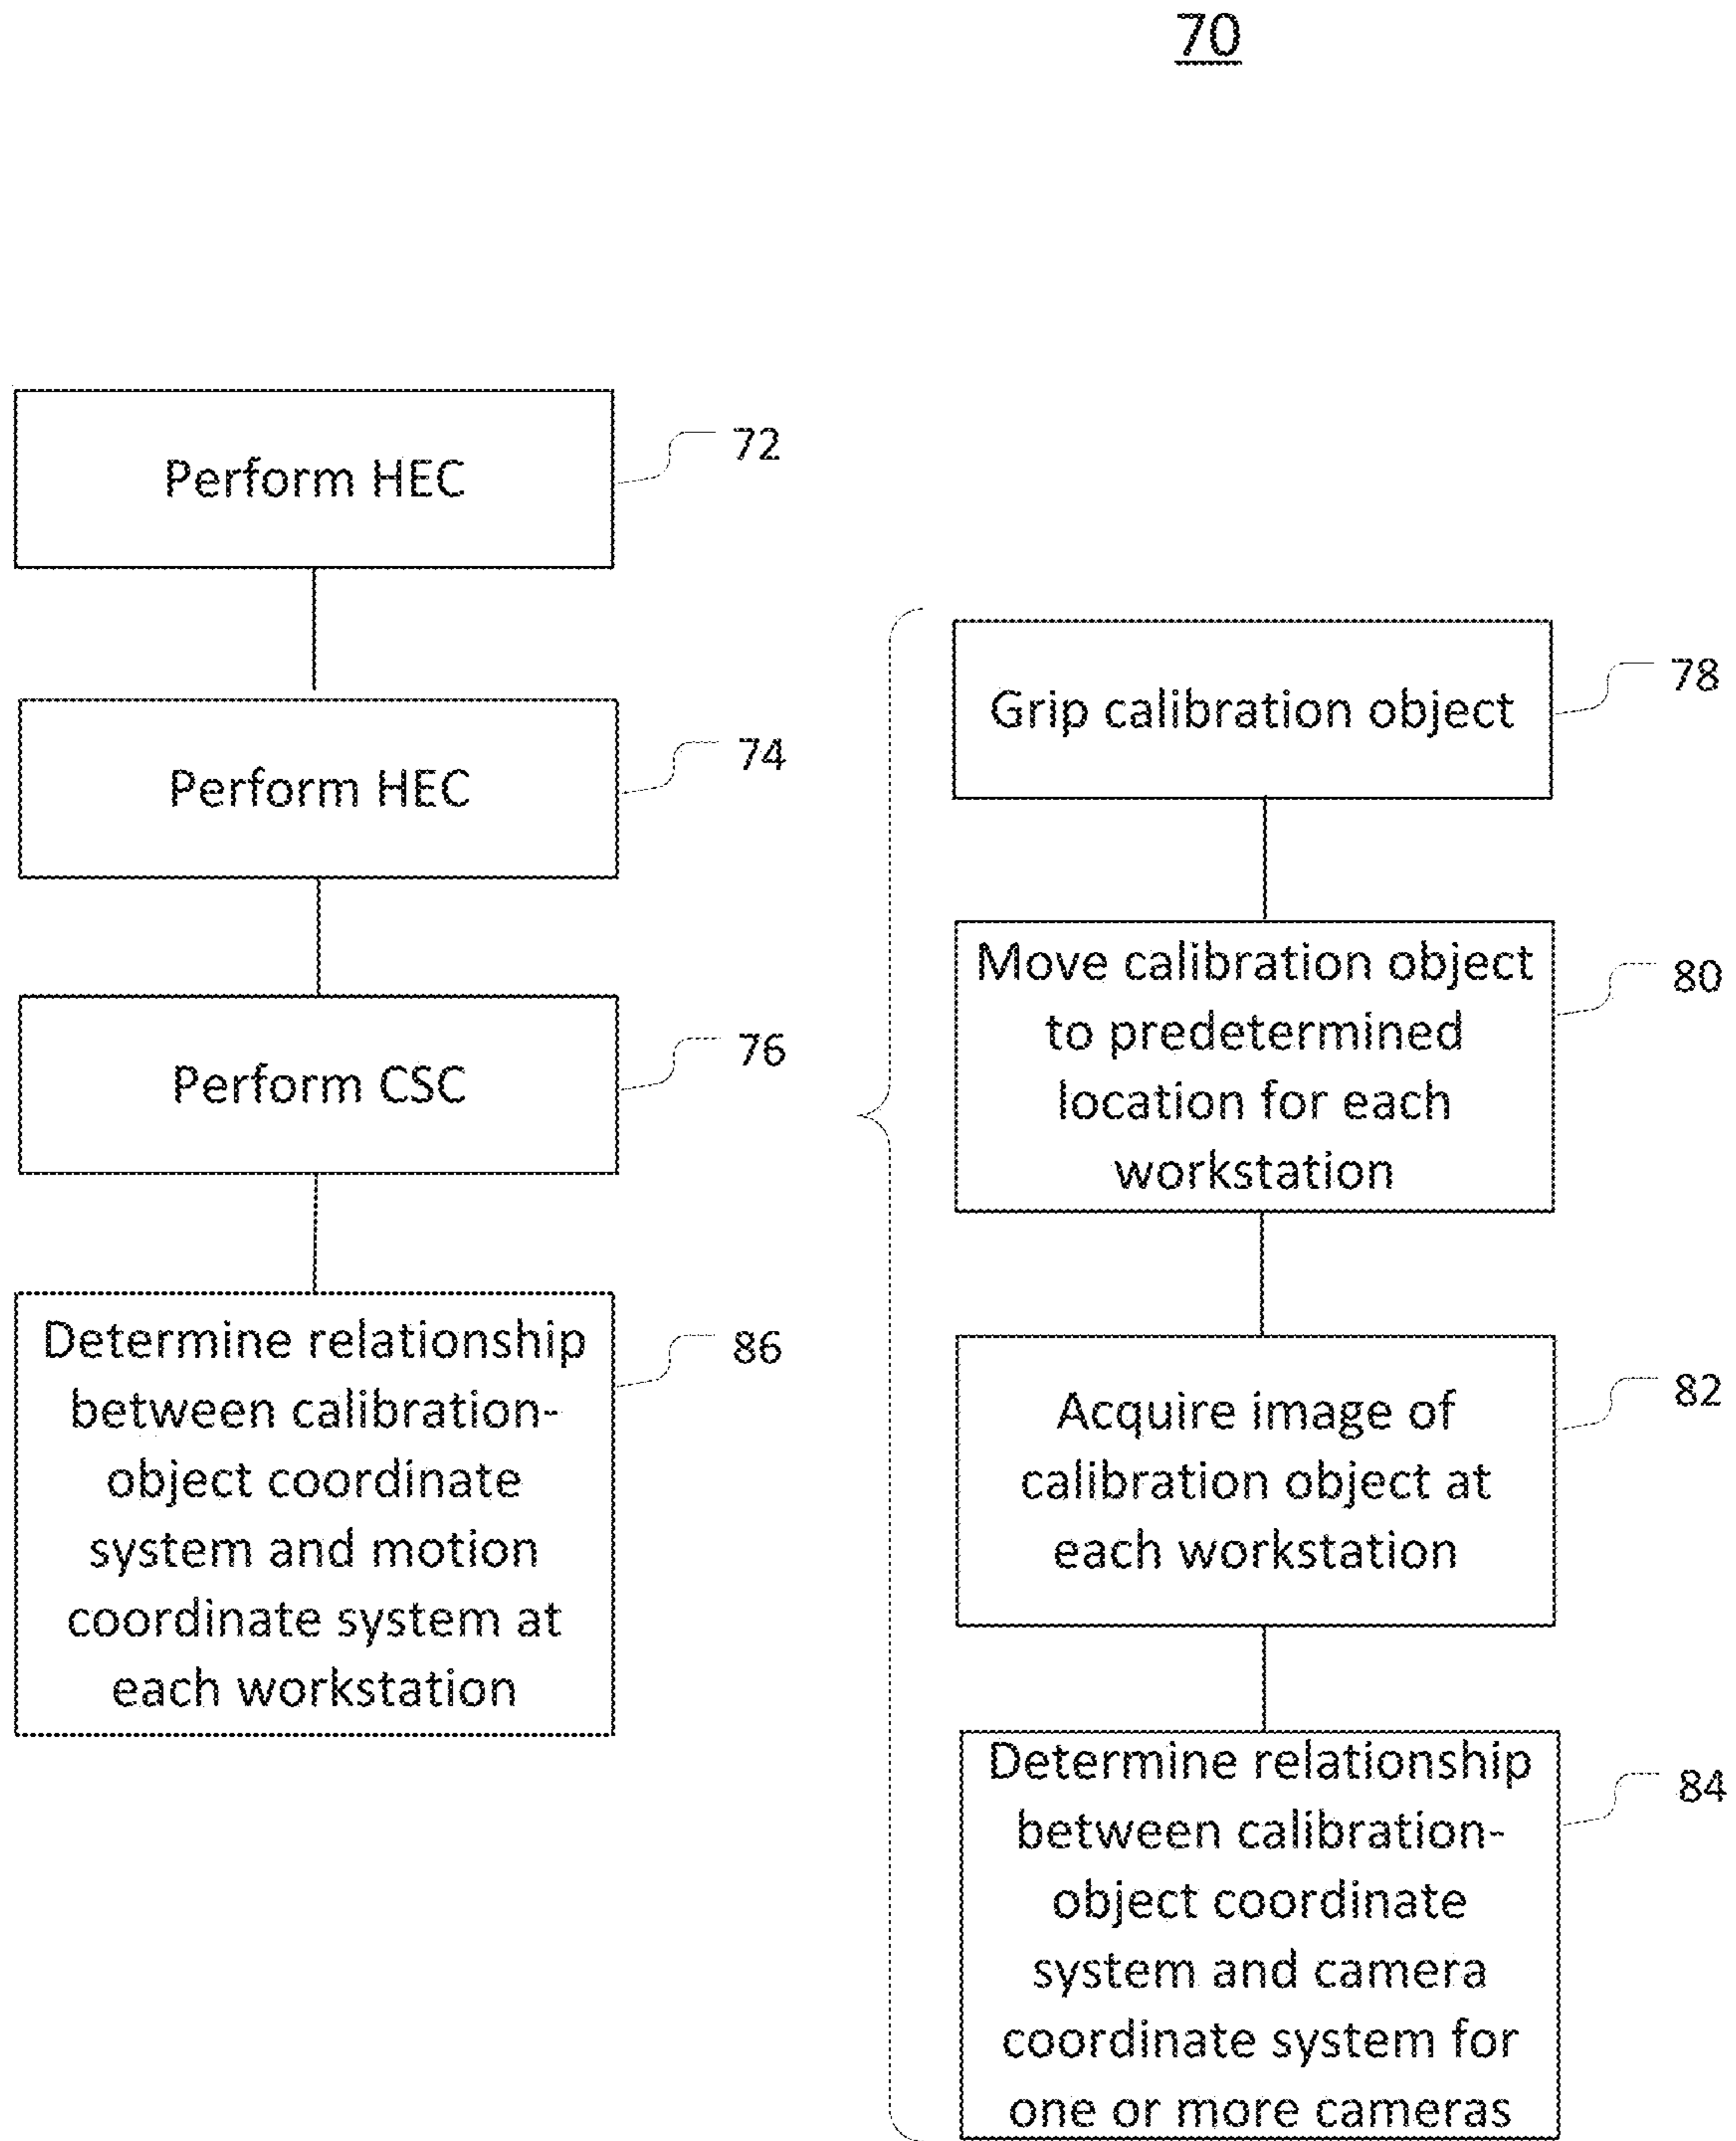 70
Perform HEC
72
Perform HEC
74
Perform CSC
76
Determine relationship
between calibration-
object coordinate
system and motion
coordinate system at
each workstation
86
Grip calibration object
78
Move calibration object
to predetermined
location for each
workstation
80
Acquire image of
calibration object at
each workstation
82
Determine relationship
between calibration-
object coordinate
system and camera
coordinate system for
one or more cameras
84